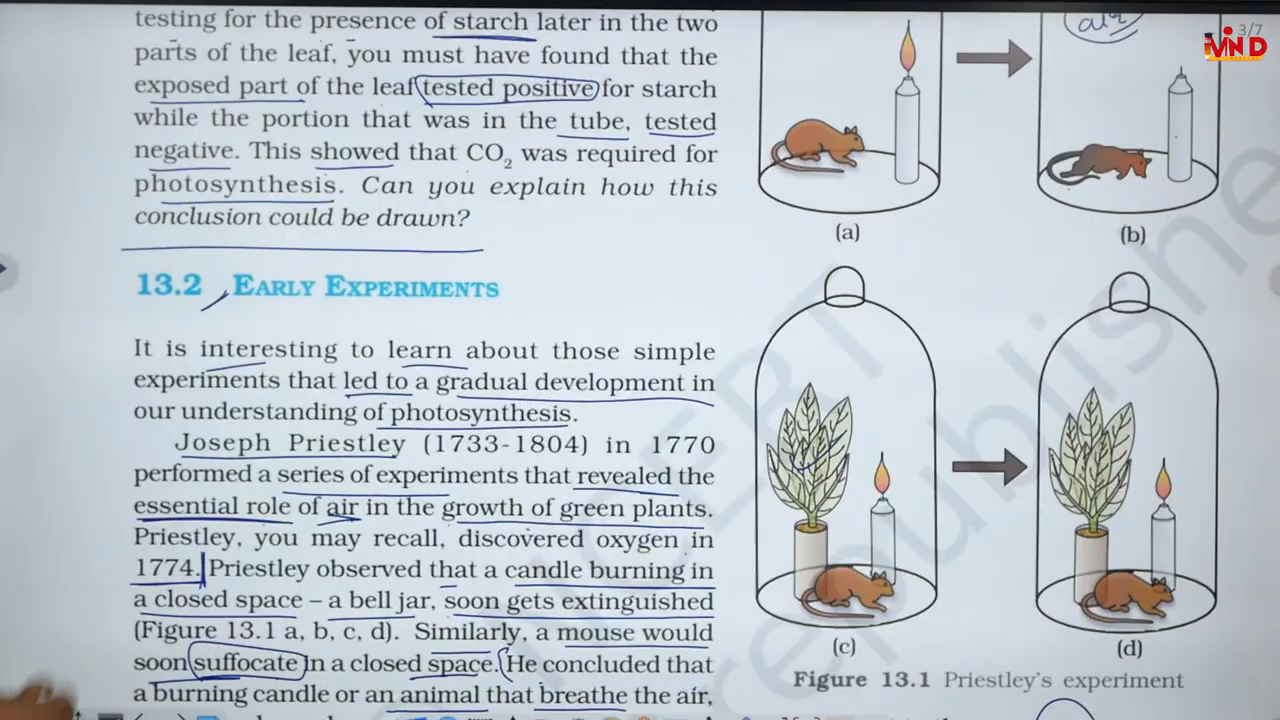 testing for the presence of starch later in the two
parts of the leaf, you must have found that the
exposed part of the leaf tested positive for starch
while the portion that was in the tube, tested
negative. This showed that CO₂ was required for
photosynthesis. Can you explain how this
conclusion could be drawn?
13.2 EARLY EXPERIMENTS
It is interesting to learn about those simple
experiments that led to a gradual development in
our understanding of photosynthesis.
Joseph Priestley (1733-1804) in 1770
performed a series of experiments that revealed the
essential role of air in the growth of green plants.
Priestley, you may recall, discovered oxygen in
1774. Priestley observed that a candle burning in
a closed space – a bell jar, soon gets extinguished
(Figure 13.1 a, b, c, d). Similarly, a mouse would
soon suffocate in a closed space. He concluded that
a burning candle or an animal that breathe the air,
air
3/7
MIND
(a)
(b)
(c)
(d)
Figure 13.1 Priestley's experiment
NCERT
republishe